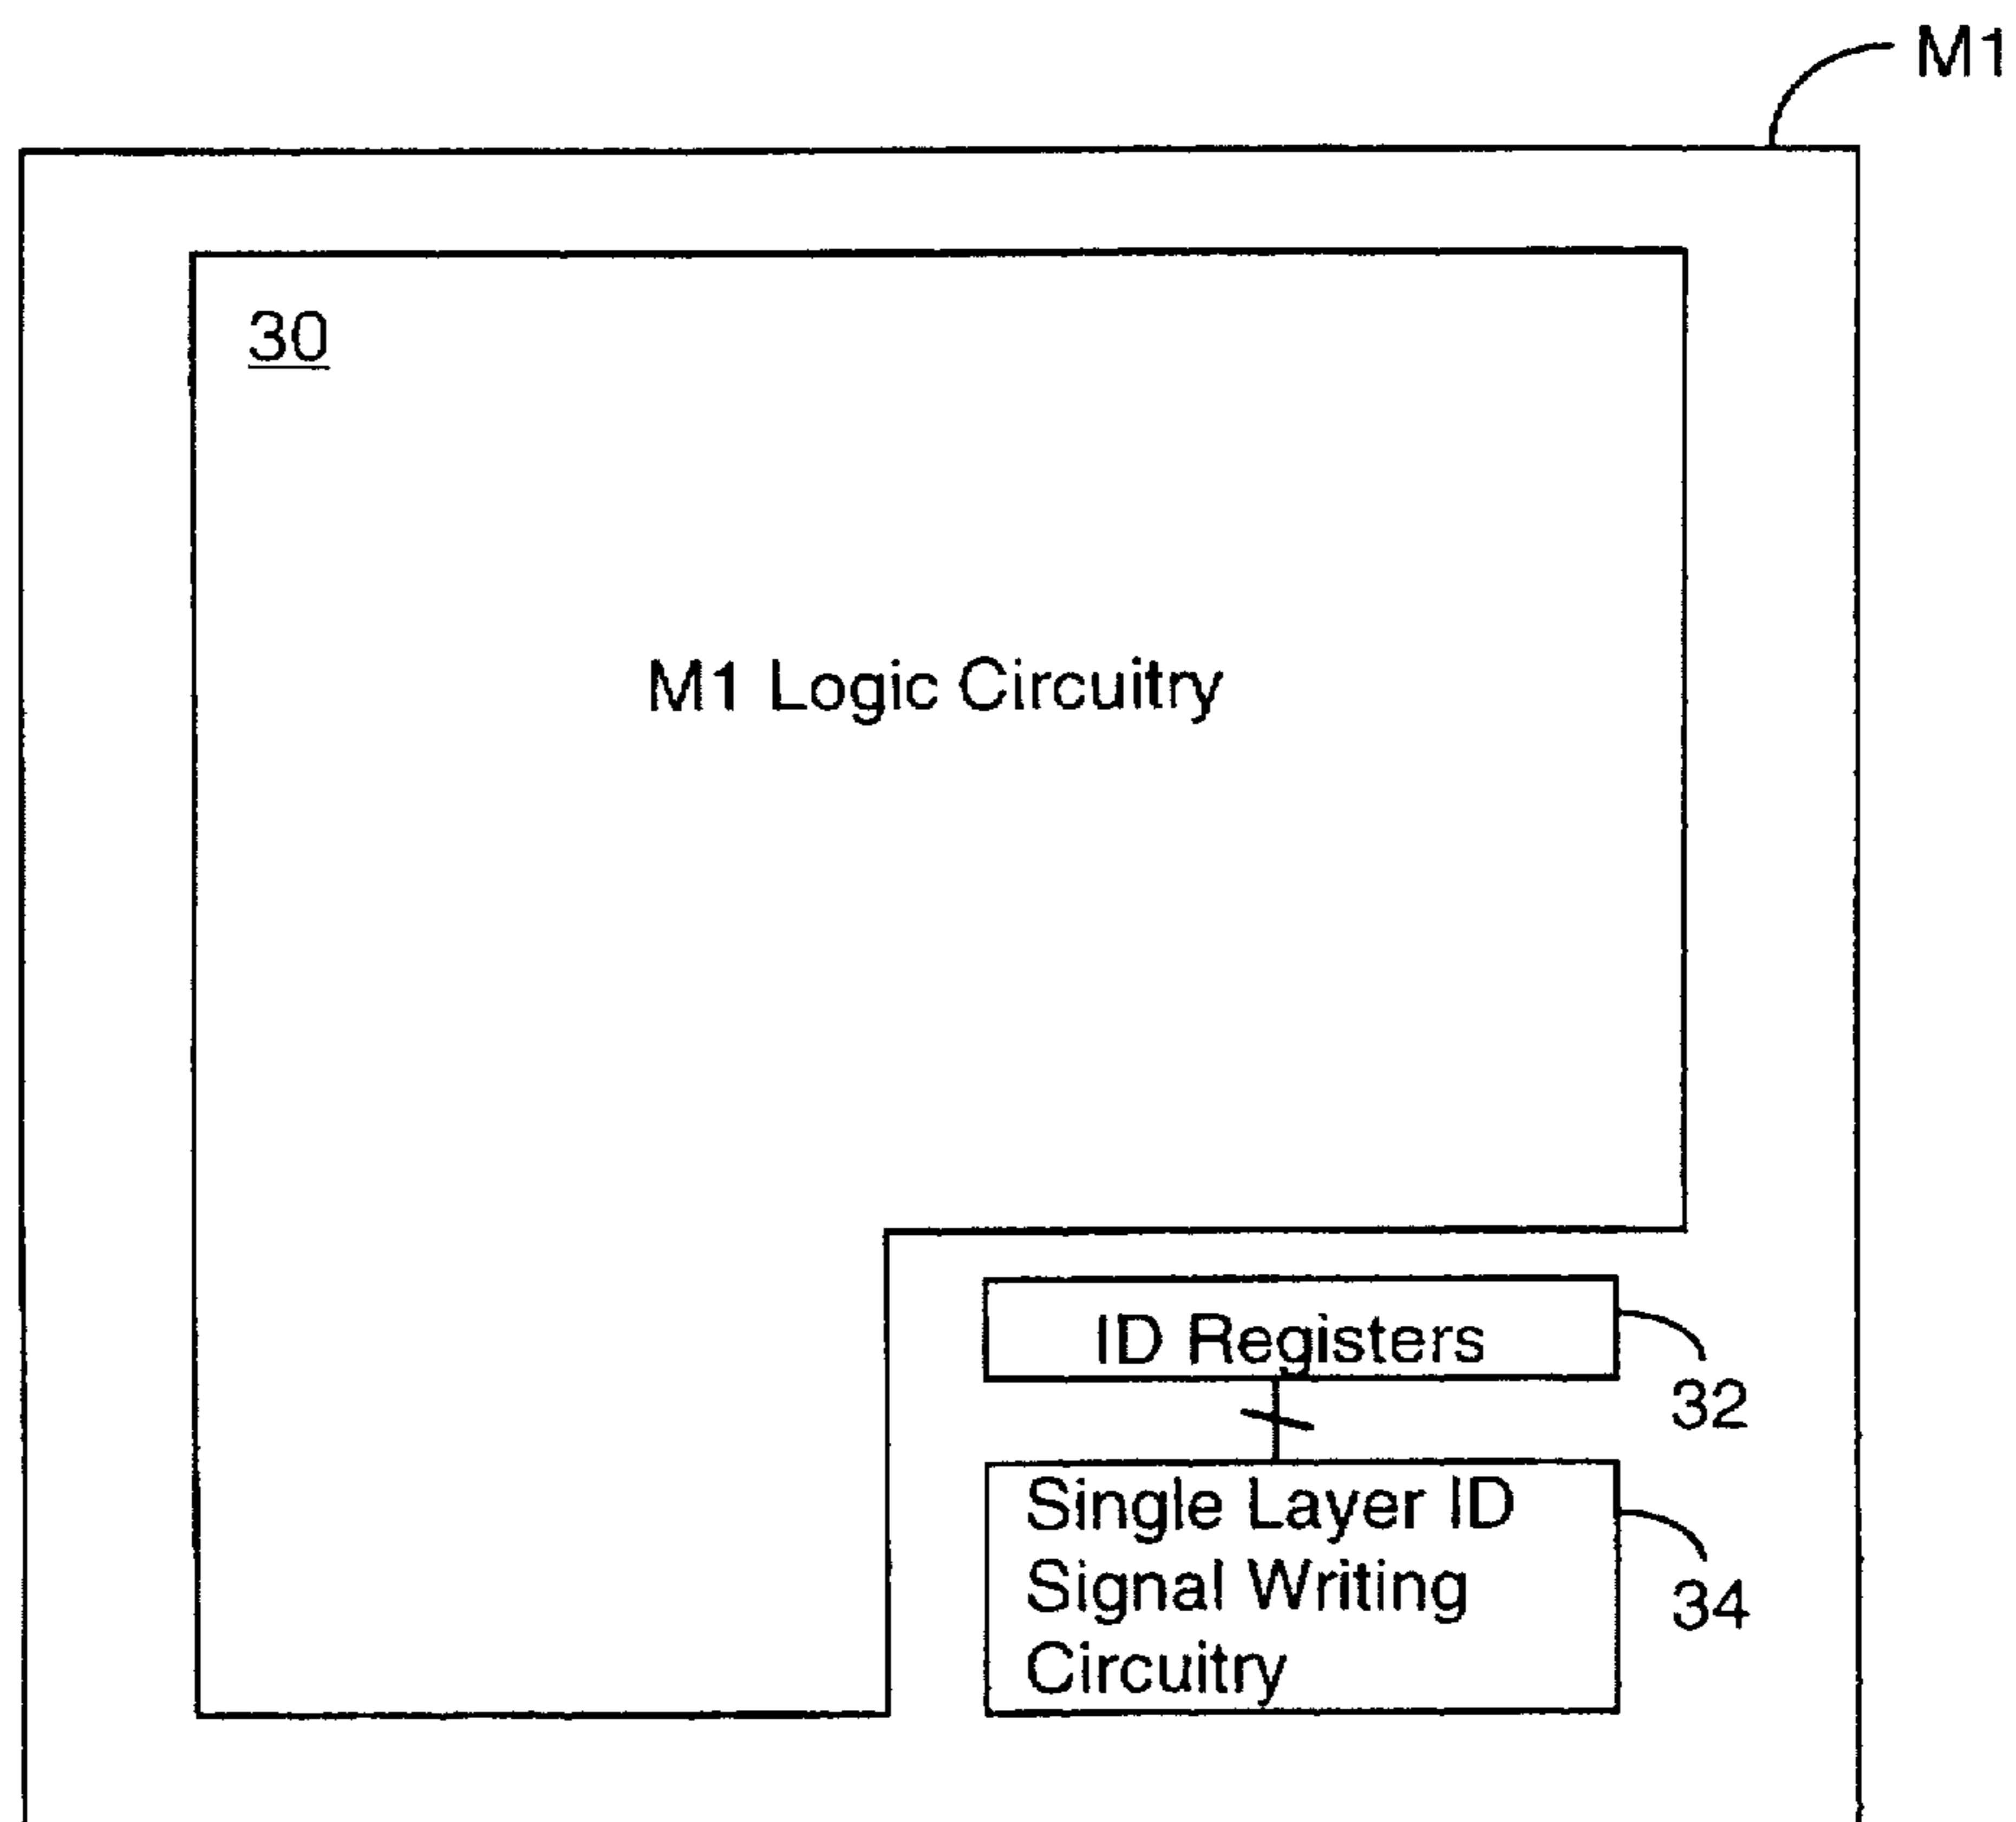 M1
30
M1 Logic Circuitry
ID Registers
32
Single Layer ID
Signal Writing
Circuitry
34